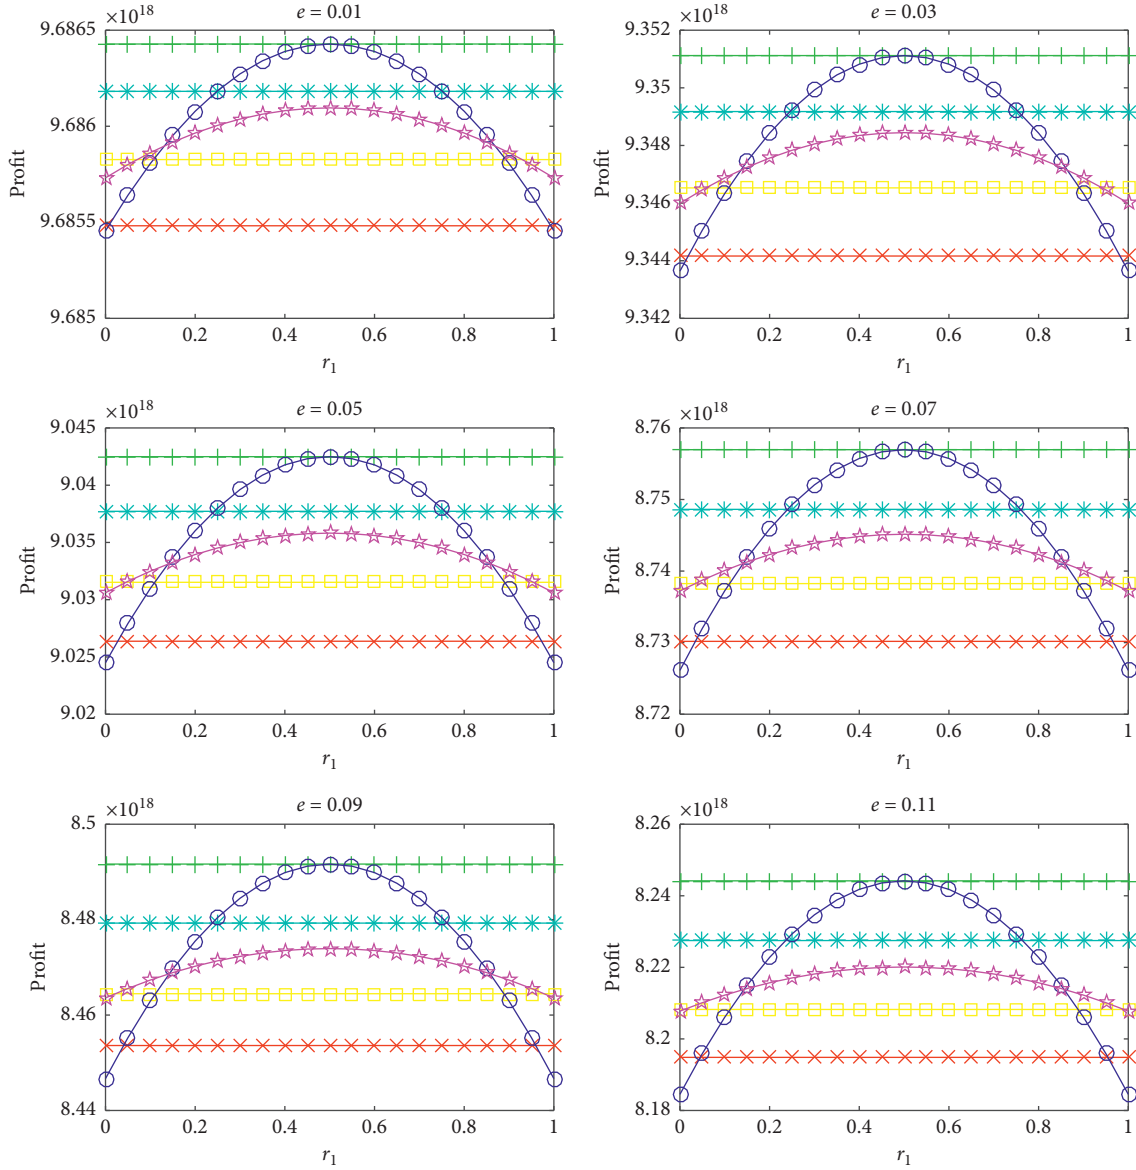 ×10^18
e = 0.01
9.6865
9.686
9.6855
9.685
Profit
0 0.2 0.4 0.6 0.8 1
r₁
×10^18
e = 0.03
9.352
9.35
9.348
9.346
9.344
9.342
Profit
0 0.2 0.4 0.6 0.8 1
r₁
×10^18
e = 0.05
9.045
9.04
9.035
9.03
9.025
9.02
Profit
0 0.2 0.4 0.6 0.8 1
r₁
×10^18
e = 0.07
8.76
8.75
8.74
8.73
8.72
Profit
0 0.2 0.4 0.6 0.8 1
r₁
×10^18
e = 0.09
8.5
8.48
8.46
8.44
Profit
0 0.2 0.4 0.6 0.8 1
r₁
×10^18
e = 0.11
8.26
8.24
8.22
8.2
8.18
Profit
0 0.2 0.4 0.6 0.8 1
r₁